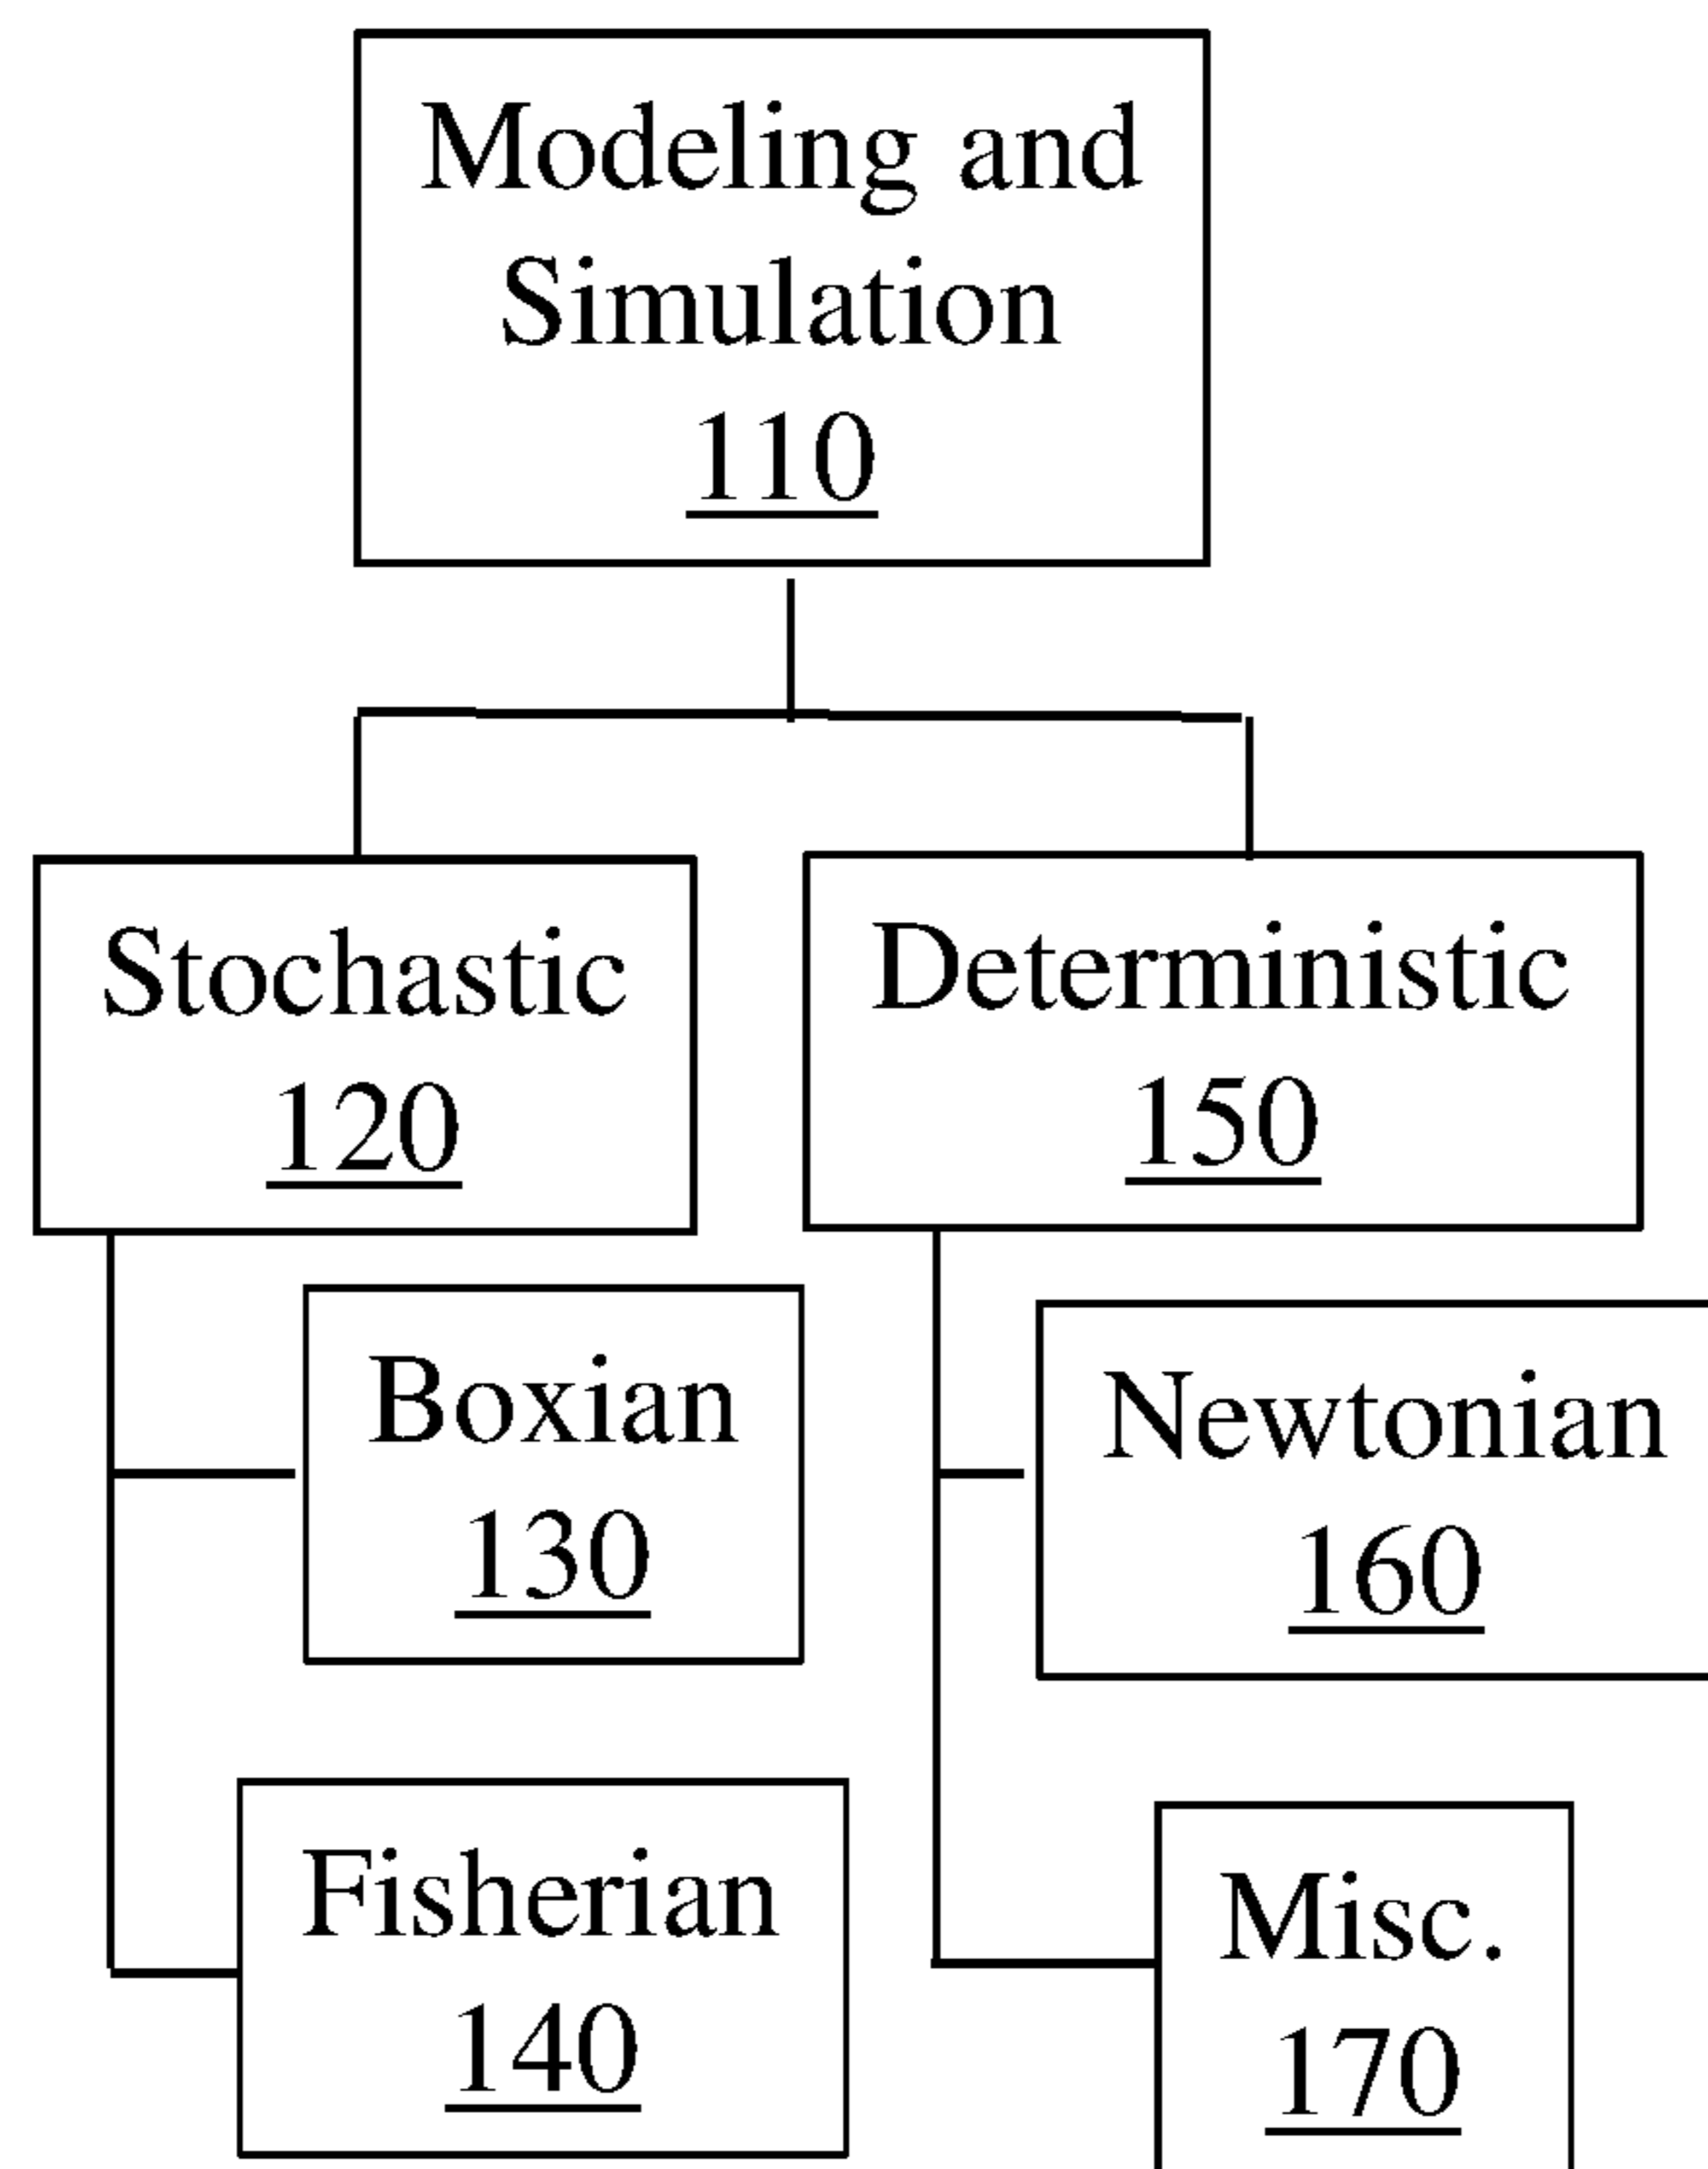 Modeling and
Simulation
110
Stochastic
120
Deterministic
150
Boxian
130
Newtonian
160
Fisherian
140
Misc.
170